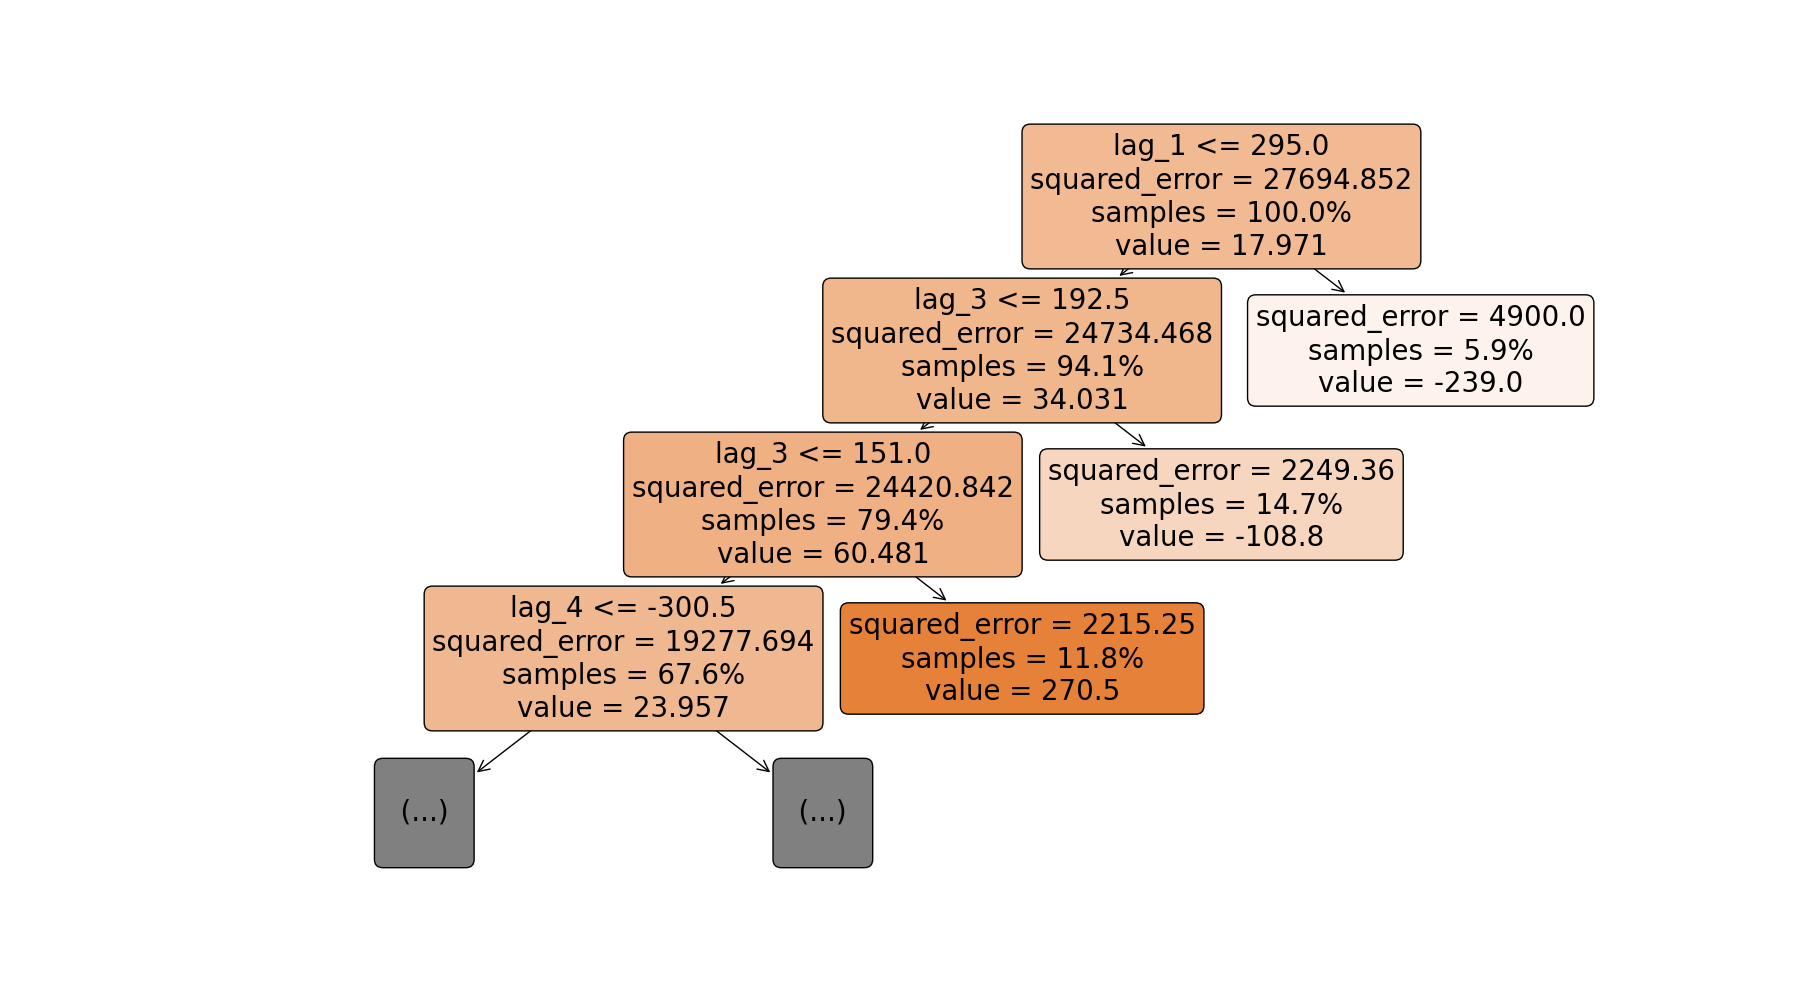 lag_1 <= 295.0
squared_error = 27694.852
samples = 100.0%
value = 17.971
lag_3 <= 192.5
squared_error = 24734.468
samples = 94.1%
value = 34.031
squared_error = 4900.0
samples = 5.9%
value = -239.0
lag_3 <= 151.0
squared_error = 24420.842
samples = 79.4%
value = 60.481
squared_error = 2249.36
samples = 14.7%
value = -108.8
lag_4 <= -300.5
squared_error = 19277.694
samples = 67.6%
value = 23.957
squared_error = 2215.25
samples = 11.8%
value = 270.5
(...)
(...)